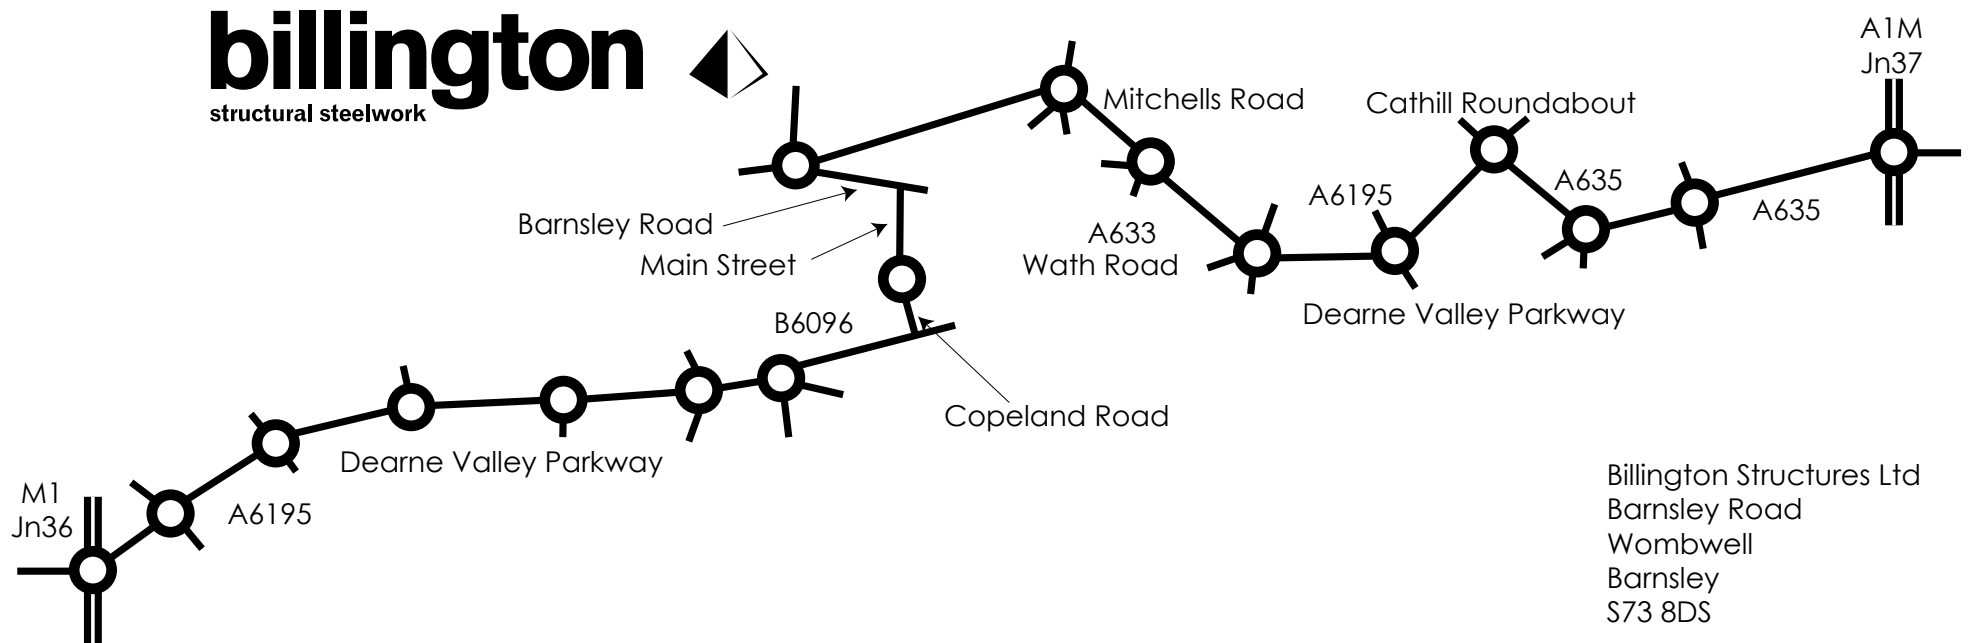 billington
structural steelwork
A1M
Jn37
Mitchells Road
Cathill Roundabout
A635
A6195
A635
Barnsley Road
A633
Main Street
Wath Road
Dearne Valley Parkway
B6096
Copeland Road
Dearne Valley Parkway
M1
Jn36
A6195
Billington Structures Ltd
Barnsley Road
Wombwell
Barnsley
S73 8DS